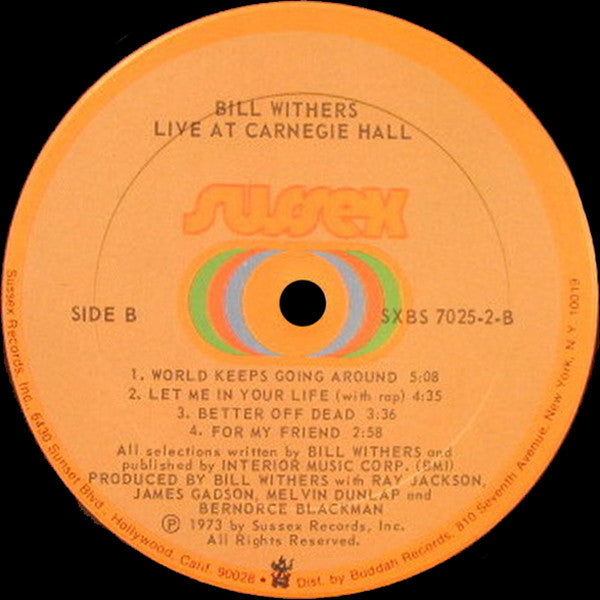 BILL WITHERS
LIVE AT CARNEGIE HALL
sussex
SIDE B
SXBS 7025-2-B
1. WORLD KEEPS GOING AROUND 5:08
2. LET ME IN YOUR LIFE (with rap) 4:35
3. BETTER OFF DEAD 3:36
4. FOR MY FRIEND 2:58
All selections written by BILL WITHERS and
published by INTERIOR MUSIC CORP. (BMI)
PRODUCED BY BILL WITHERS with RAY JACKSON,
JAMES GADSON, MELVIN DUNLAP and
BERNORCE BLACKMAN
℗ 1973 by Sussex Records, Inc.
All Rights Reserved.
Sussex Records, Inc. 6430 Sunset Blvd., Hollywood, Calif. 90028 • Dist. by Buddah Records, 810 Seventh Avenue, New York, N.Y. 10019